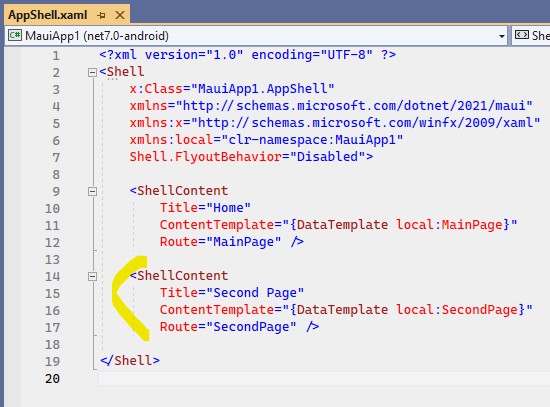 AppShell.xaml
MauiApp1 (net7.0-android) She
1 <?xml version="1.0" encoding="UTF-8" ?>
2 <Shell
3 x:Class="MauiApp1.AppShell"
4 xmlns="http://schemas.microsoft.com/dotnet/2021/maui"
5 xmlns:x="http://schemas.microsoft.com/winfx/2009/xaml"
6 xmlns:local="clr-namespace:MauiApp1"
7 Shell.FlyoutBehavior="Disabled">
8
9 <ShellContent
10 Title="Home"
11 ContentTemplate="{DataTemplate local:MainPage}"
12 Route="MainPage" />
13
14 <ShellContent
15 Title="Second Page"
16 ContentTemplate="{DataTemplate local:SecondPage}"
17 Route="SecondPage" />
18
19 </Shell>
20